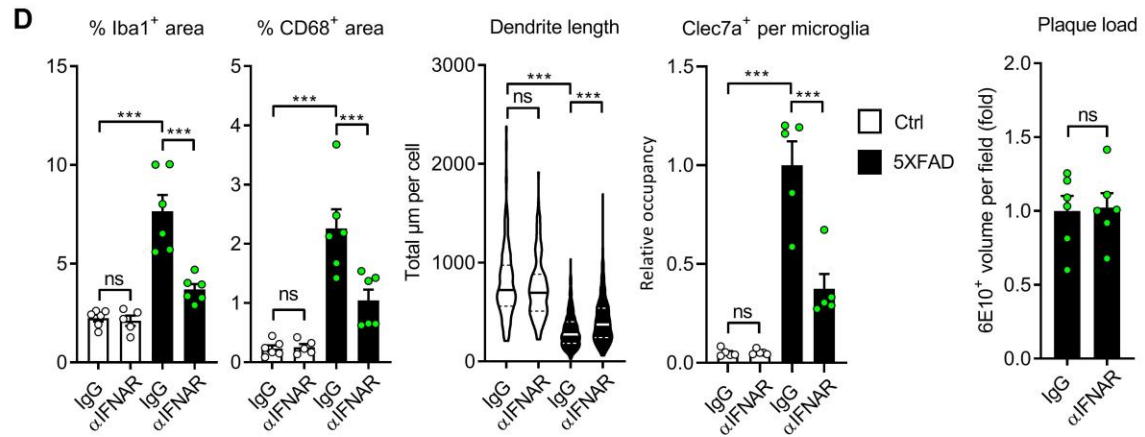 D
% Iba1⁺ area
15
10
5
0
***
***
ns
IgG
αIFNAR
IgG
αIFNAR
% CD68⁺ area
5
4
3
2
1
0
***
***
ns
IgG
αIFNAR
IgG
αIFNAR
Dendrite length
Total µm per cell
3000
2000
1000
0
***
ns
***
IgG
αIFNAR
IgG
αIFNAR
Clec7a⁺ per microglia
Relative occupancy
1.5
1.0
0.5
0.0
***
***
ns
IgG
αIFNAR
IgG
αIFNAR
Ctrl
5XFAD
Plaque load
6E10⁺ volume per field (fold)
2.0
1.5
1.0
0.5
0.0
ns
IgG
αIFNAR